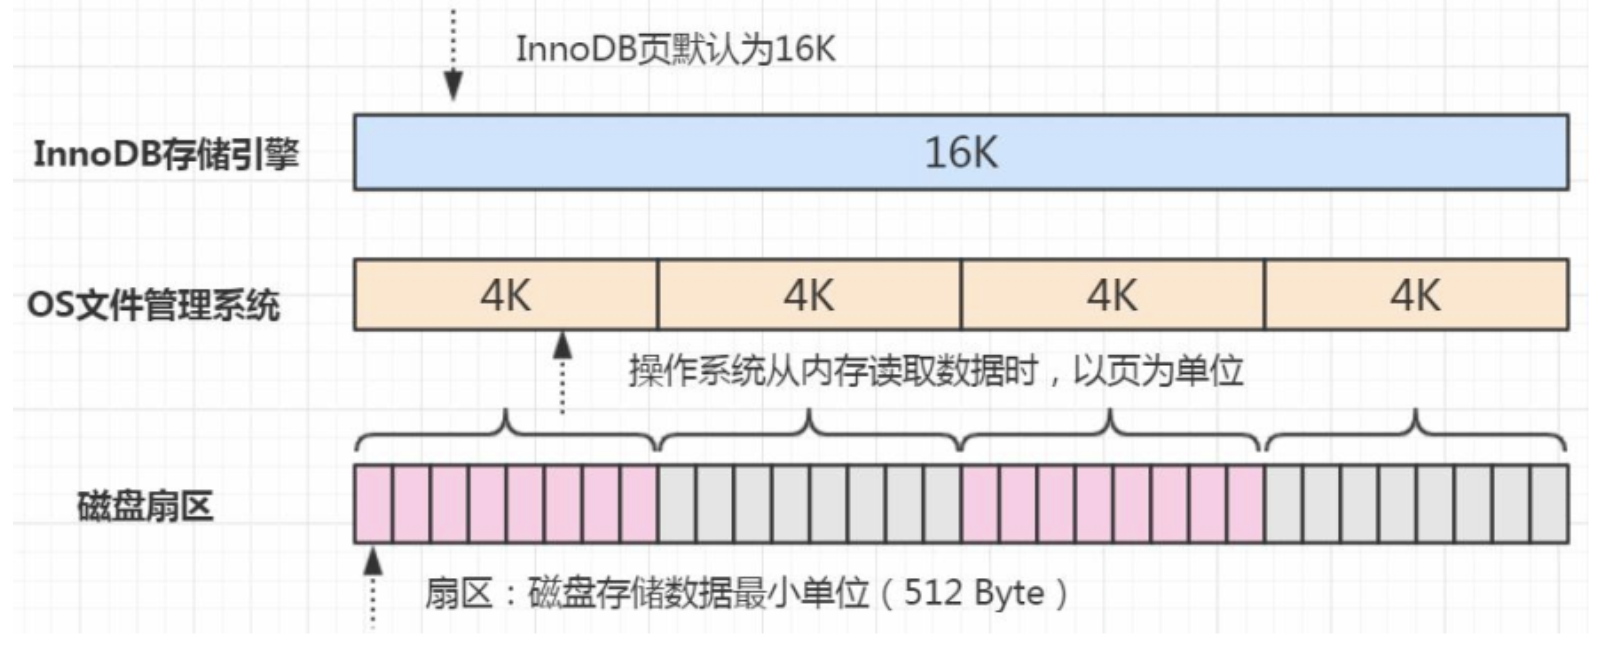 InnoDB页默认为16K
InnoDB存储引擎
16K
OS文件管理系统
4K
4K
4K
4K
操作系统从内存读取数据时，以页为单位
磁盘扇区
扇区：磁盘存储数据最小单位（512 Byte）